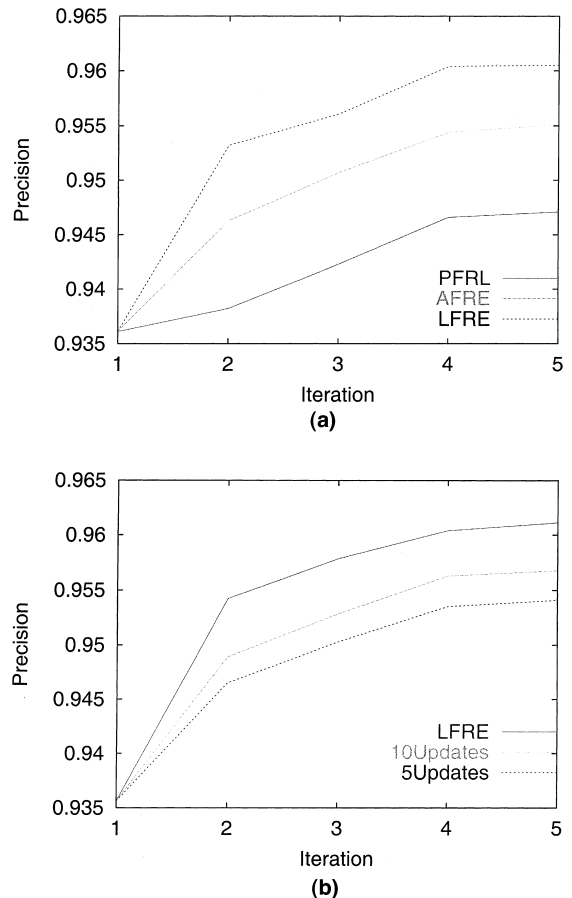 0.965
0.96
0.955
0.95
0.945
0.94
0.935
Precision
PFRL
AFRE
LFRE
1 2 3 4 5
Iteration
(a)
0.965
0.96
0.955
0.95
0.945
0.94
0.935
Precision
LFRE
10Updates
5Updates
1 2 3 4 5
Iteration
(b)